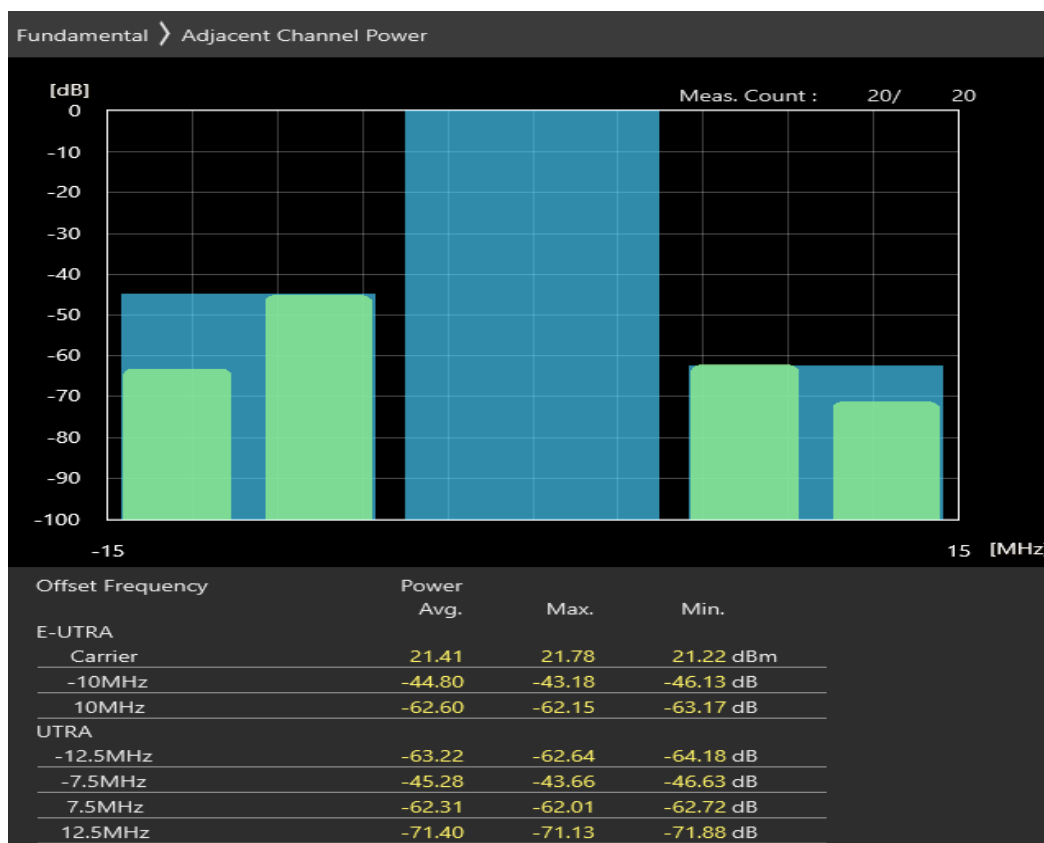 Fundamental 〉 Adjacent Channel Power
[dB]
Meas. Count : 20/ 20
0
-10
-20
-30
-40
-50
-60
-70
-80
-90
-100
-15 15 [MHz
Offset Frequency Power
Avg. Max. Min.
E-UTRA
Carrier 21.41 21.78 21.22 dBm
-10MHz -44.80 -43.18 -46.13 dB
10MHz -62.60 -62.15 -63.17 dB
UTRA
-12.5MHz -63.22 -62.64 -64.18 dB
-7.5MHz -45.28 -43.66 -46.63 dB
7.5MHz -62.31 -62.01 -62.72 dB
12.5MHz -71.40 -71.13 -71.88 dB